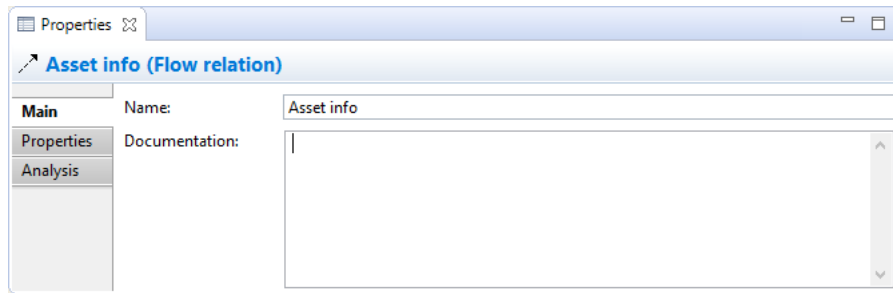 Properties
Asset info (Flow relation)
Main
Name:
Asset info
Properties
Documentation:
Analysis